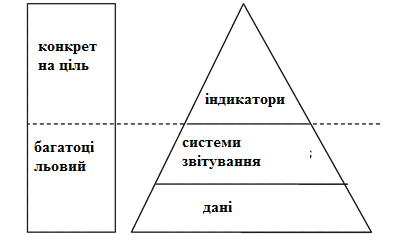 конкрет
на ціль
індикатори
багатоці
льовий
системи
звітування
;
дані